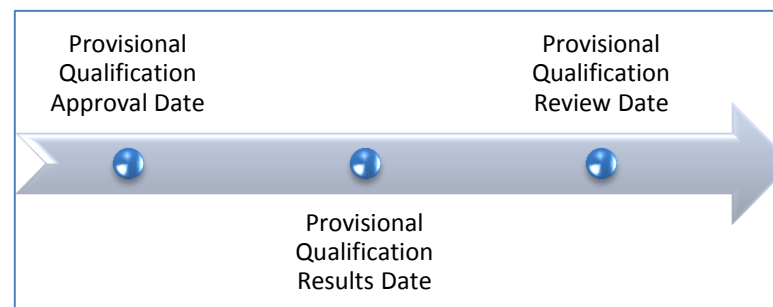 Provisional
Qualification
Approval Date
Provisional
Qualification
Results Date
Provisional
Qualification
Review Date